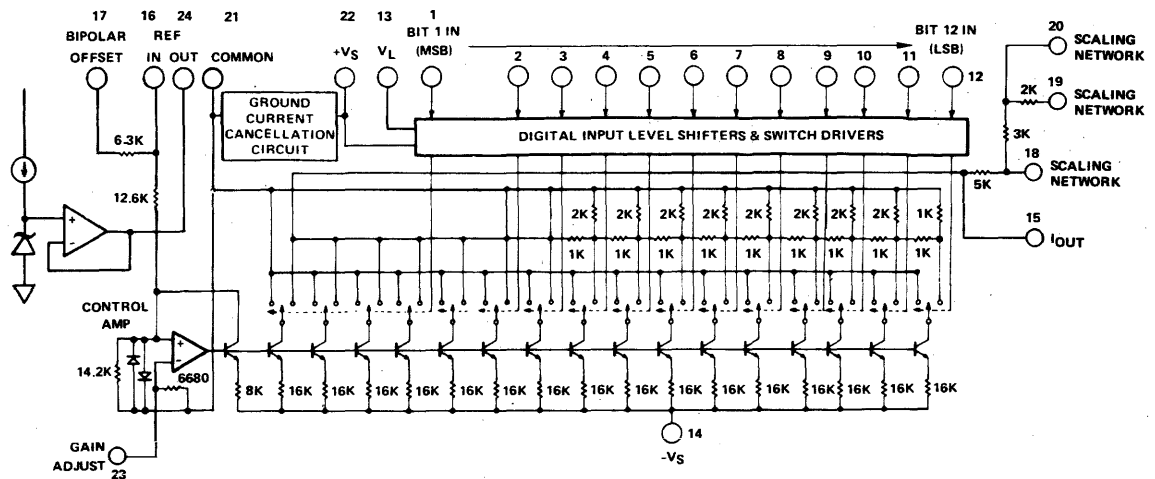 17 16 24 21 22 13 1 20
BIPOLAR OFFSET
REF
IN OUT
COMMON
+VS
VL
BIT 1 IN
(MSB)
BIT 12 IN
(LSB)
2 3 4 5 6 7 8 9 10 11 12
SCALING
NETWORK
19
SCALING
NETWORK
2K
3K
18
SCALING
NETWORK
5K
15
IOUT
GROUND
CURRENT
CANCELLATION
CIRCUIT
DIGITAL INPUT LEVEL SHIFTERS & SWITCH DRIVERS
6.3K
12.6K
+
-
2K 2K 2K 2K 2K 2K 2K 1K
1K 1K 1K 1K 1K 1K 1K 1K
CONTROL
AMP
+
-
14.2K
6680
8K 16K 16K 16K 16K 16K 16K 16K 16K 16K 16K 16K 16K 16K 16K 16K
GAIN
ADJUST
23
14
-VS